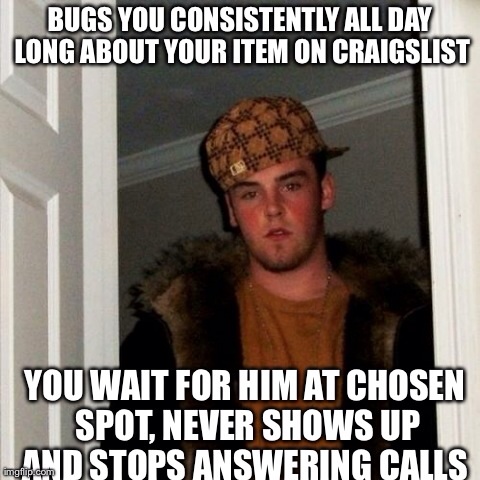 BUGS YOU CONSISTENTLY ALL DAY
LONG ABOUT YOUR ITEM ON CRAIGSLIST
YOU WAIT FOR HIM AT CHOSEN
SPOT, NEVER SHOWS UP
AND STOPS ANSWERING CALLS
imgflip.com